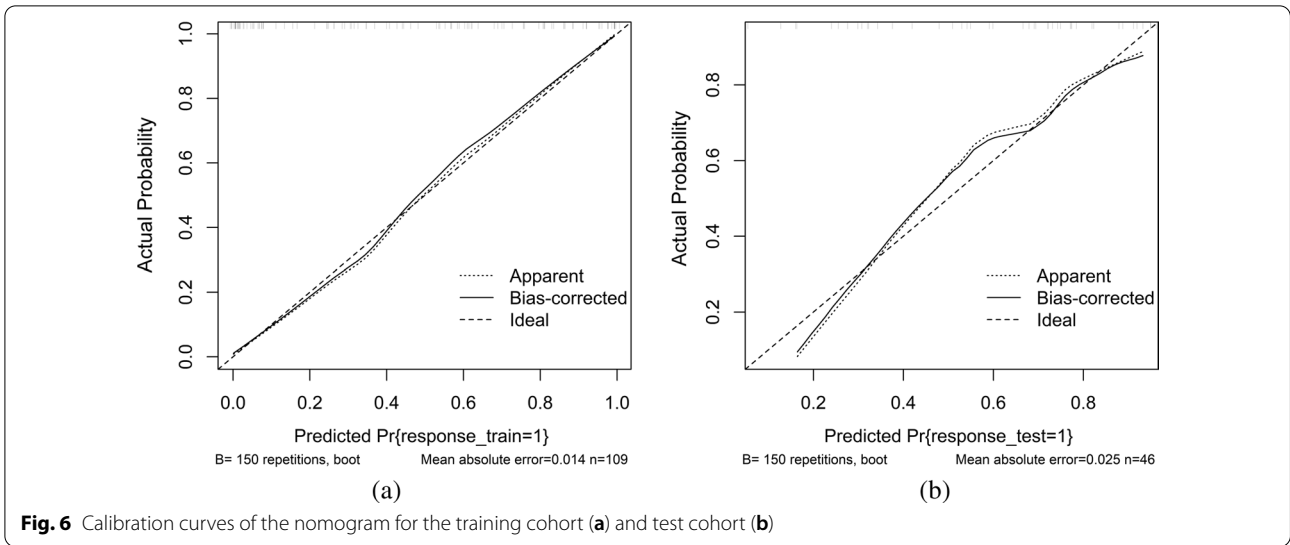 1.0
0.8
0.6
0.4
0.2
0.0
Actual Probability
Apparent
Bias-corrected
Ideal
0.0 0.2 0.4 0.6 0.8 1.0
Predicted Pr{response_train=1}
B= 150 repetitions, boot Mean absolute error=0.014 n=109
(a)
0.8
0.6
0.4
0.2
Actual Probability
Apparent
Bias-corrected
Ideal
0.2 0.4 0.6 0.8
Predicted Pr{response_test=1}
B= 150 repetitions, boot Mean absolute error=0.025 n=46
(b)
Fig. 6 Calibration curves of the nomogram for the training cohort (a) and test cohort (b)